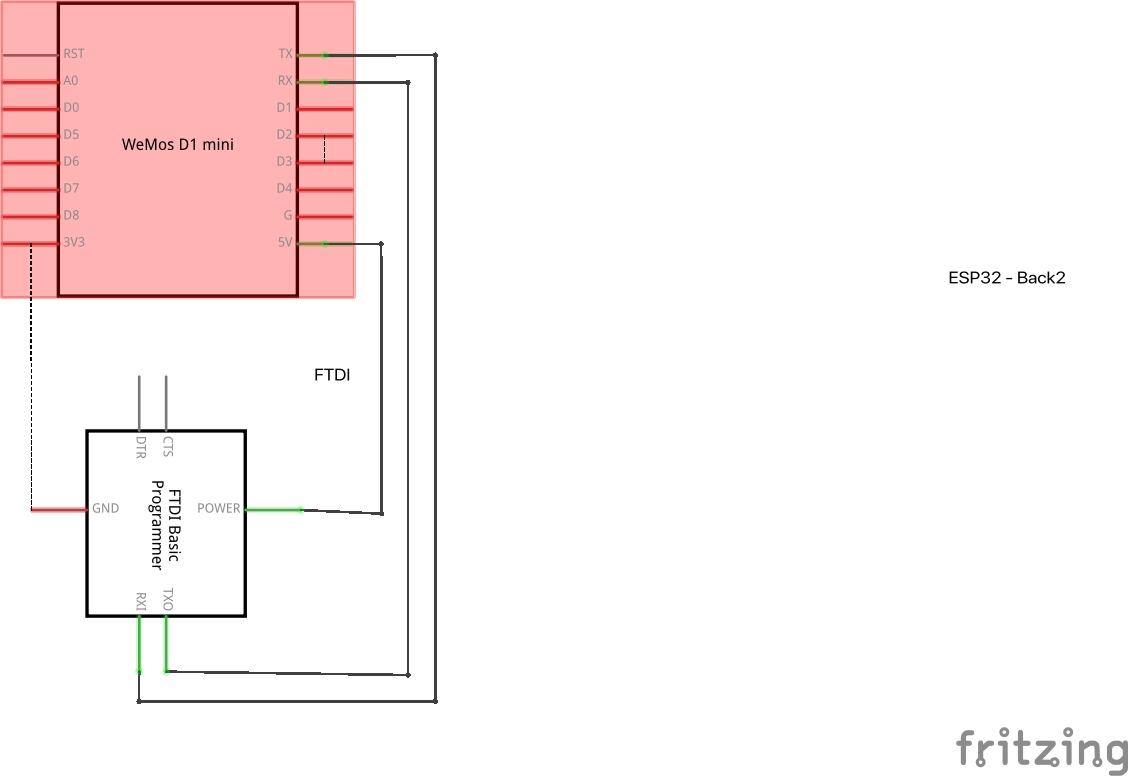 RST
TX
A0
RX
D0
D1
D5
WeMos D1 mini
D2
D6
D3
D7
D4
D8
G
3V3
5V
ESP32 - Back2
FTDI
DTR
CTS
GND
FTDI Basic
Programmer
POWER
RXI
TXO
fritzing